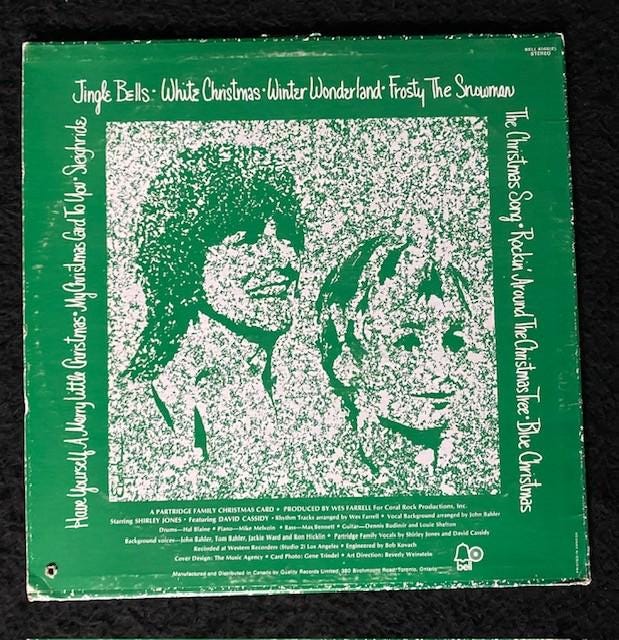 BELL 6066(P)
STEREO
Jingle Bells · White Christmas · Winter Wonderland · Frosty The Snowman
The Christmas Song · Rockin' Around The Christmas Tree · Blue Christmas
Have Yourself A Merry Little Christmas · My Christmas Card To You · Sleighride
A PARTRIDGE FAMILY CHRISTMAS CARD • PRODUCED BY WES FARRELL For Coral Rock Productions, Inc.
Starring SHIRLEY JONES • Featuring DAVID CASSIDY • Rhythm Tracks arranged by Wes Farrell • Vocal Background arranged by John Bahler
Drums—Hal Blaine • Piano—Mike Melvoin • Bass—Max Bennett • Guitar—Dennis Budimir and Louie Shelton
Background voices—John Bahler, Tom Bahler, Jackie Ward and Ron Hicklin • Partridge Family Vocals by Shirley Jones and David Cassidy
Recorded at Western Recorders (Studio 2) Los Angeles • Engineered by Bob Kovach
Cover Design: The Music Agency • Card Photo: Gene Trindel • Art Direction: Beverly Weinstein
bell
Manufactured and Distributed in Canada by Quality Records Limited, 380 Birchmount Road, Toronto, Ontario